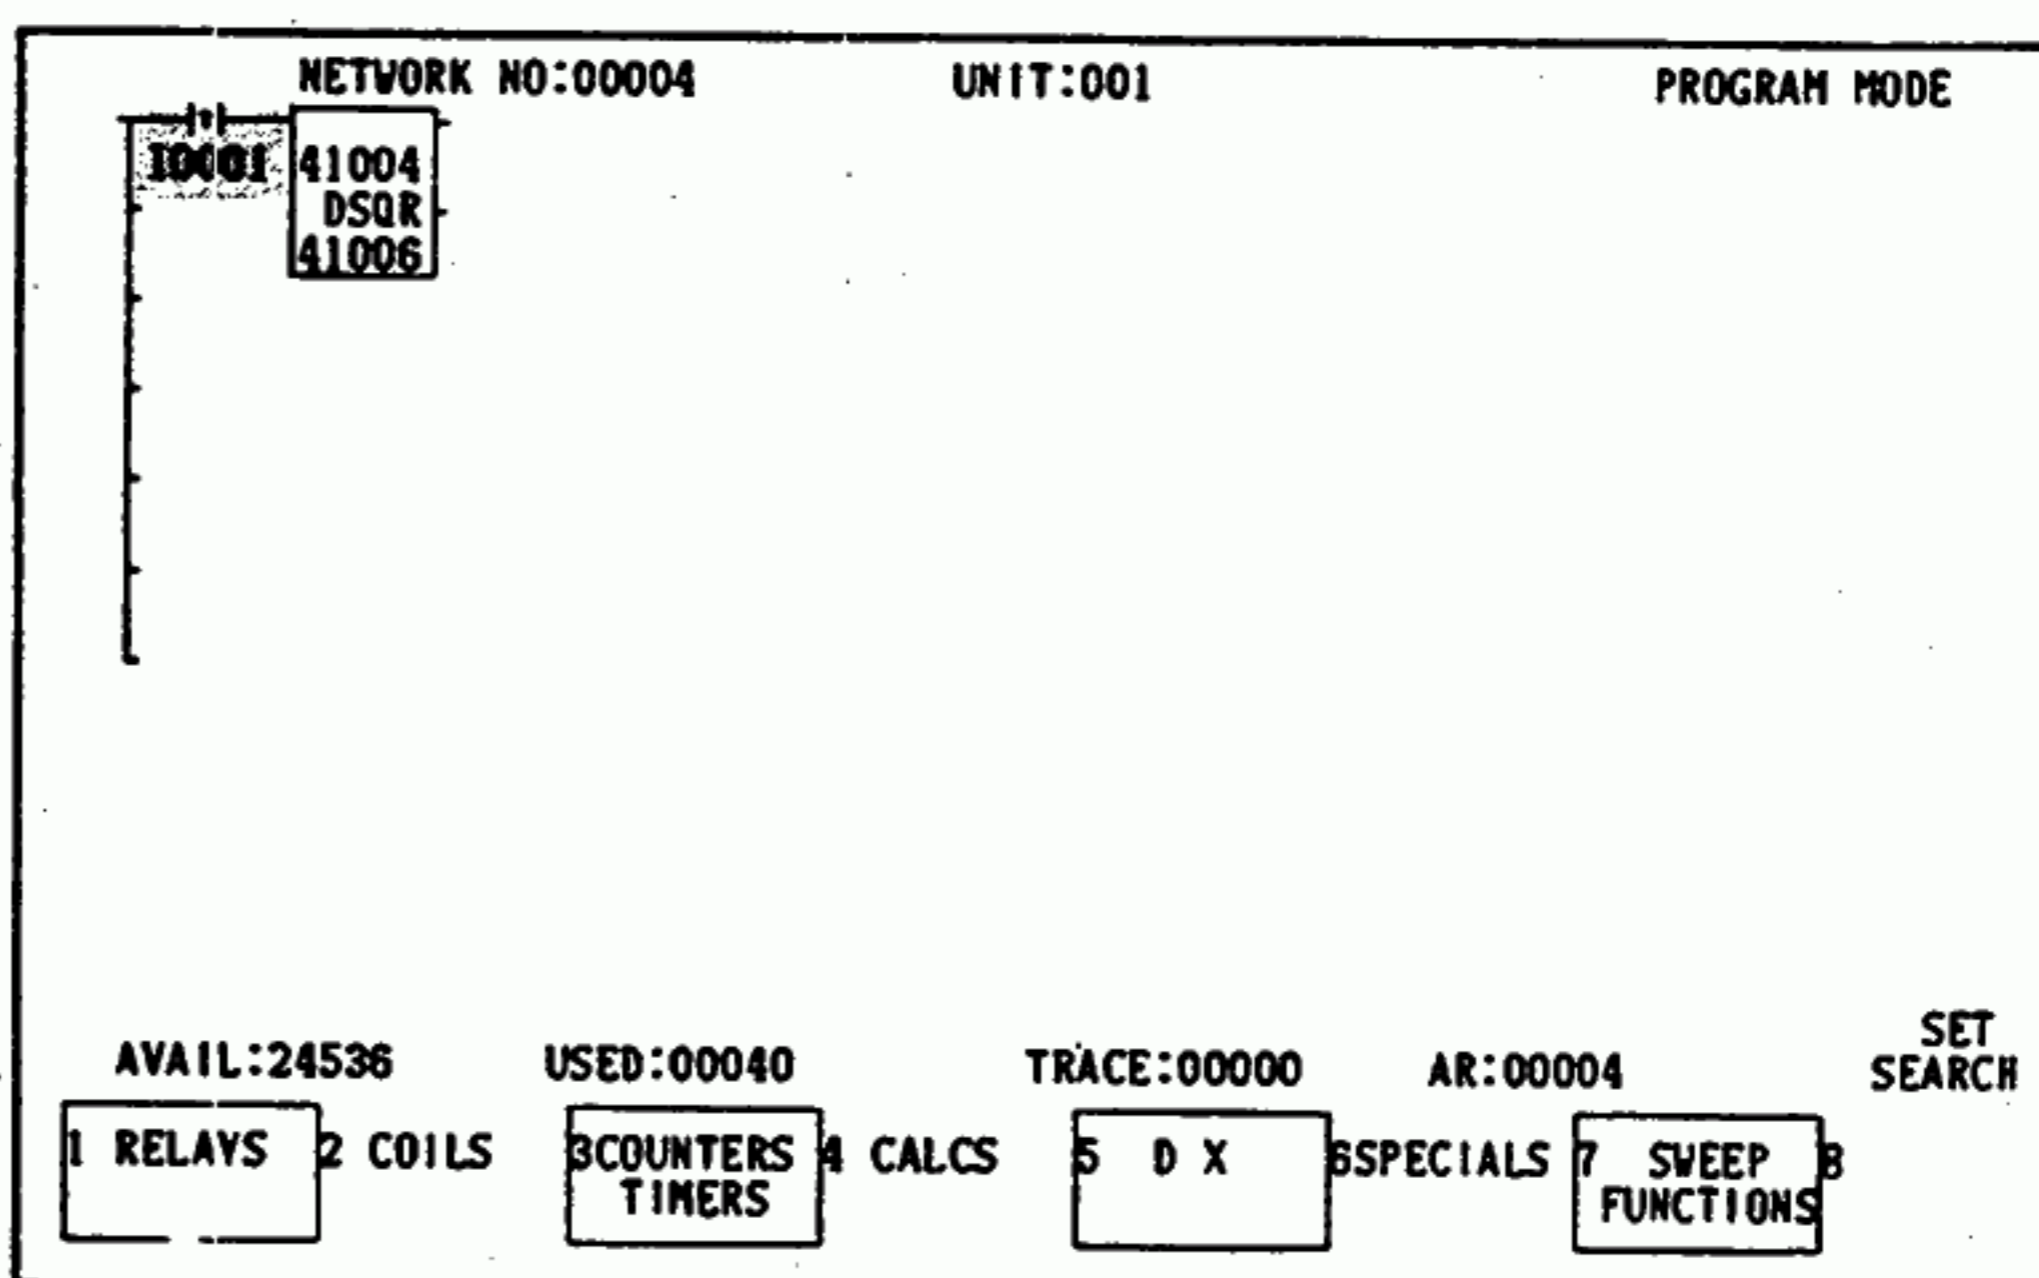 NETWORK NO:00004 UNIT:001 PROGRAM MODE
10001 41004
DSQR
41006
SET
AVAIL:24536 USED:00040 TRACE:00000 AR:00004 SEARCH
1 RELAYS 2 COILS 3COUNTERS 4 CALCS 5 D X 6SPECIALS 7 SWEEP 8
TIMERS FUNCTIONS